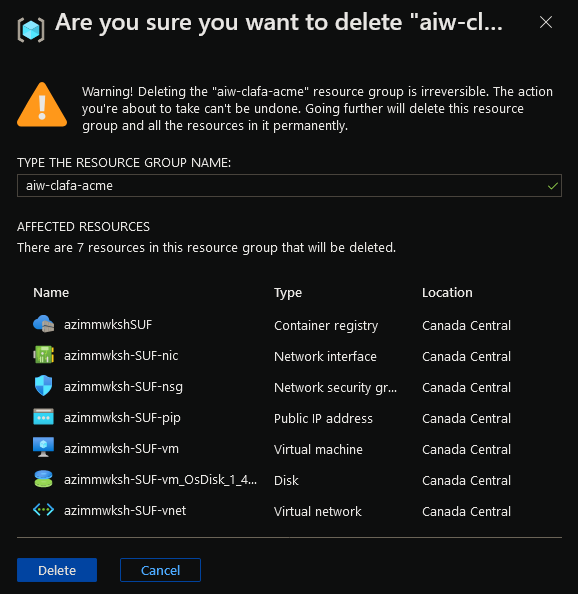 Are you sure you want to delete "aiw-cl...
Warning! Deleting the "aiw-clafa-acme" resource group is irreversible. The action
you're about to take can't be undone. Going further will delete this resource
group and all the resources in it permanently.
TYPE THE RESOURCE GROUP NAME:
aiw-clafa-acme
AFFECTED RESOURCES
There are 7 resources in this resource group that will be deleted.
Name Type Location
azimmwkshSUF Container registry Canada Central
azimmwksh-SUF-nic Network interface Canada Central
azimmwksh-SUF-nsg Network security gr... Canada Central
azimmwksh-SUF-pip Public IP address Canada Central
azimmwksh-SUF-vm Virtual machine Canada Central
azimmwksh-SUF-vm_OsDisk_1_4... Disk Canada Central
azimmwksh-SUF-vnet Virtual network Canada Central
Delete Cancel